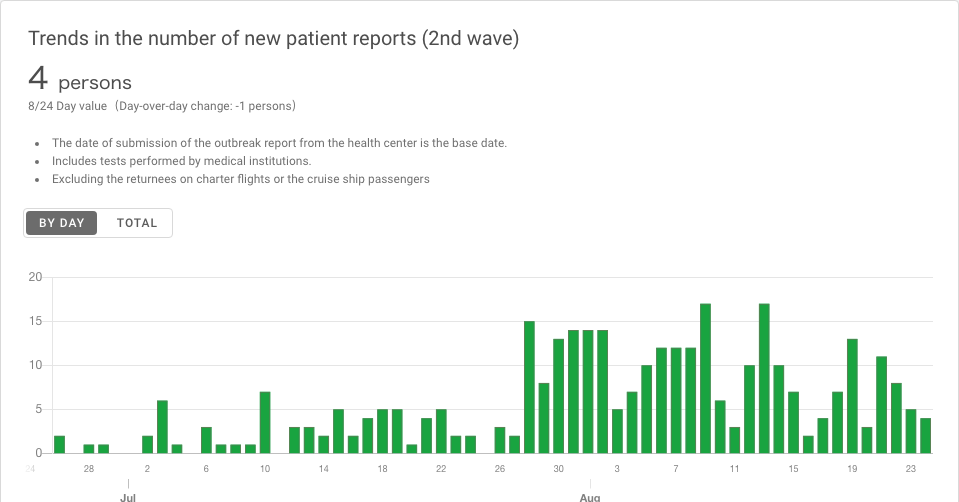 Trends in the number of new patient reports (2nd wave)
4 persons
8/24 Day value (Day-over-day change: -1 persons)
• The date of submission of the outbreak report from the health center is the base date.
• Includes tests performed by medical institutions.
• Excluding the returnees on charter flights or the cruise ship passengers
BY DAY TOTAL
20
15
10
5
0
24 28 2 6 10 14 18 22 26 30 3 7 11 15 19 23
Jul Aug